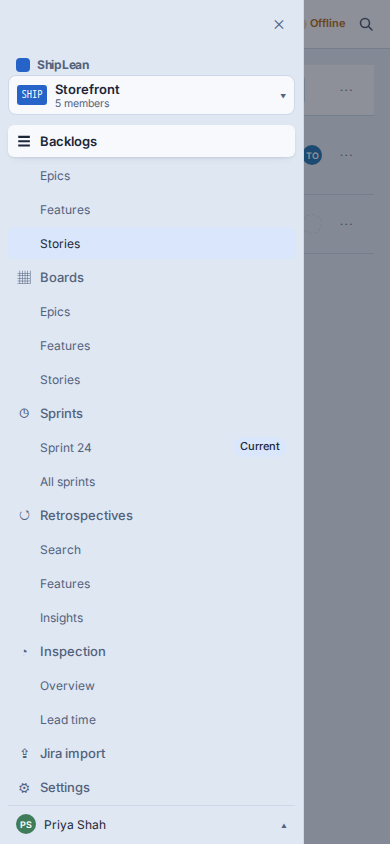 Offline
ShipLean
SHIP
Storefront
5 members
Backlogs
Epics
TO
Features
Stories
Boards
Epics
Features
Stories
Sprints
Sprint 24
Current
All sprints
Retrospectives
Search
Features
Insights
Inspection
Overview
Lead time
Jira import
Settings
PS
Priya Shah